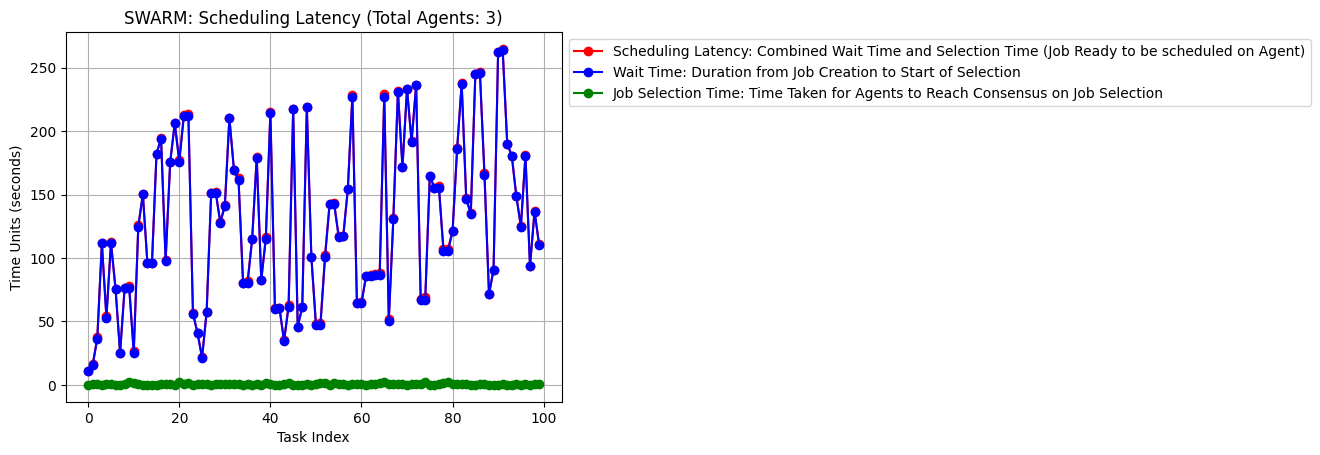 SWARM: Scheduling Latency (Total Agents: 3)
Scheduling Latency: Combined Wait Time and Selection Time (Job Ready to be scheduled on Agent)
Wait Time: Duration from Job Creation to Start of Selection
Job Selection Time: Time Taken for Agents to Reach Consensus on Job Selection
Time Units (seconds)
250
200
150
100
50
0
0 20 40 60 80 100
Task Index